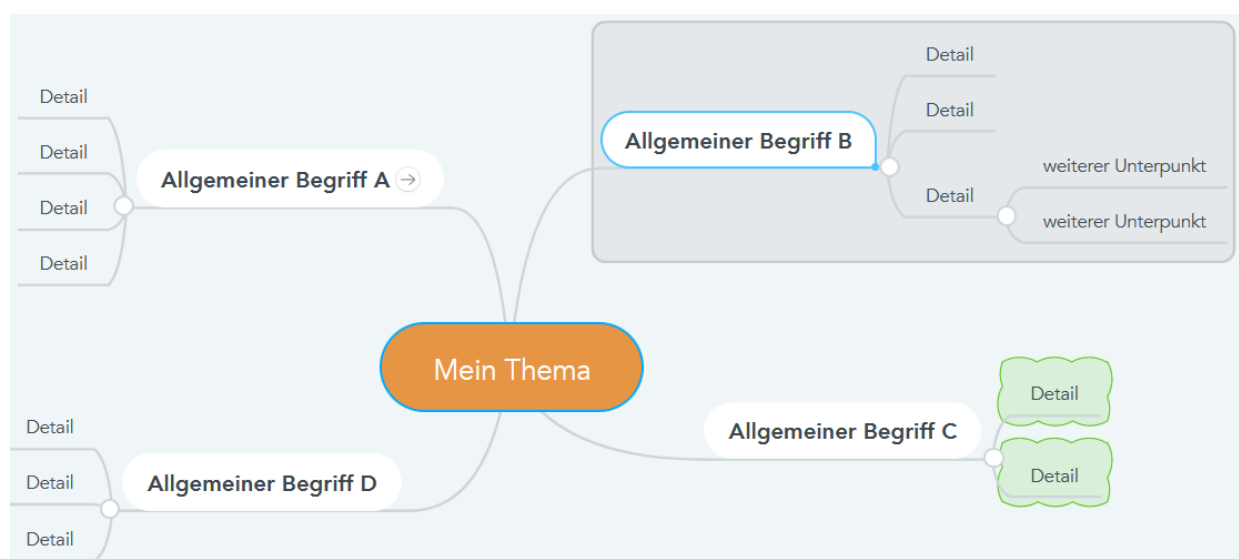 Detail
Detail
Detail
Detail
Allgemeiner Begriff A
Allgemeiner Begriff B
Detail
Detail
Detail
weiterer Unterpunkt
weiterer Unterpunkt
Mein Thema
Allgemeiner Begriff C
Detail
Detail
Allgemeiner Begriff D
Detail
Detail
Detail